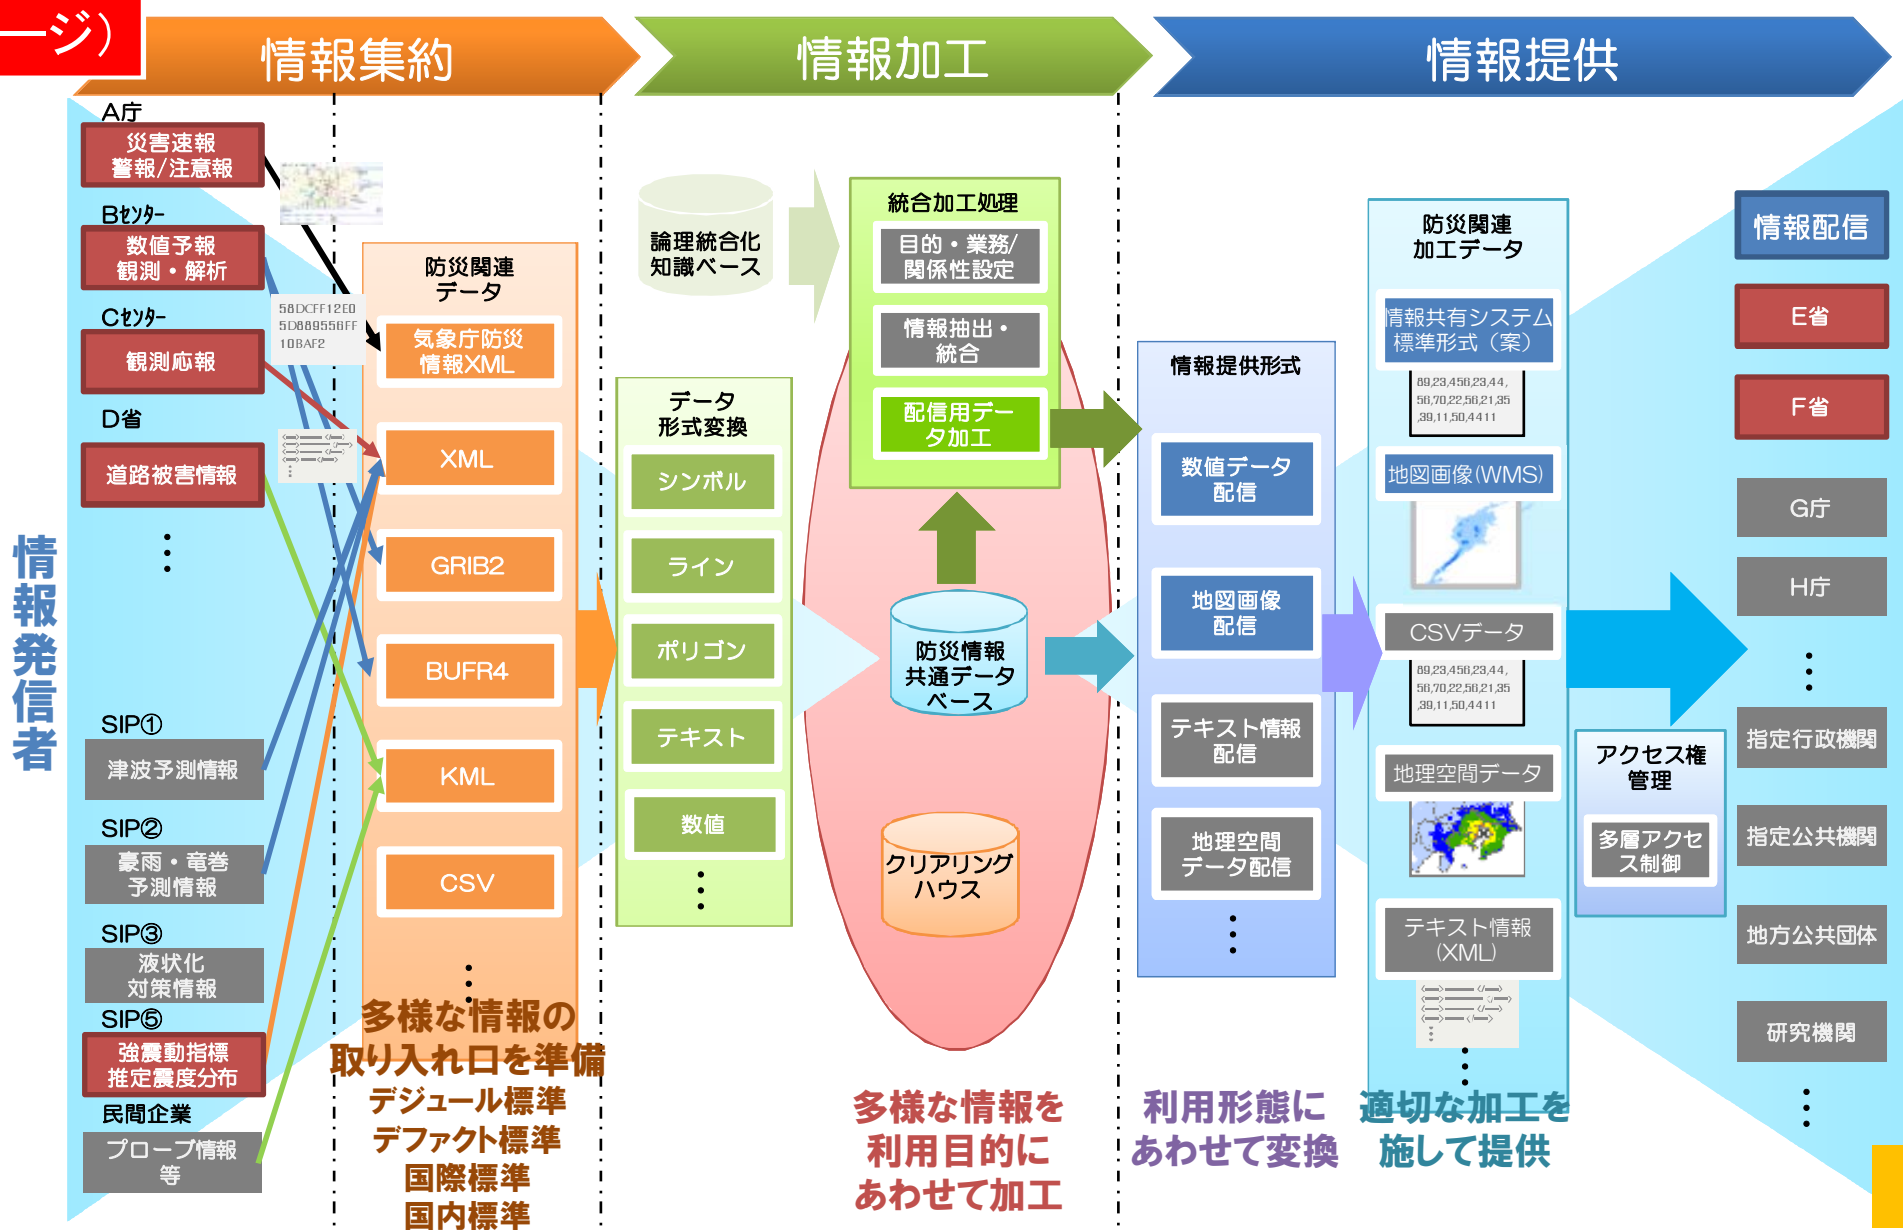 ージ）
情報集約
情報加工
情報提供
情報発信者
A庁
災害速報
警報/注意報
Bｾﾝﾀｰ
数値予報
観測・解析
Cｾﾝﾀｰ
観測応報
D省
道路被害情報
SIP①
津波予測情報
SIP②
豪雨・竜巻
予測情報
SIP③
液状化
対策情報
SIP⑤
強震動指標
推定震度分布
民間企業
プローブ情報
等
58DCFF12E0
5D889556FF
10BAF2
防災関連
データ
気象庁防災
情報XML
XML
GRIB2
BUFR4
KML
CSV
多様な情報の
取り入れ口を準備
デジュール標準
デファクト標準
国際標準
国内標準
データ
形式変換
シンボル
ライン
ポリゴン
テキスト
数値
論理統合化
知識ベース
統合加工処理
目的・業務/
関係性設定
情報抽出・
統合
配信用デー
タ加工
防災情報
共通データ
ベース
クリアリング
ハウス
多様な情報を
利用目的に
あわせて加工
情報提供形式
数値データ
配信
地図画像
配信
テキスト情報
配信
地理空間
データ配信
利用形態に
あわせて変換
防災関連
加工データ
情報共有システム
標準形式（案）
89,23,456,23,44,
56,70,22,56,21,35
,39,11,50,4411
地図画像(WMS)
CSVデータ
89,23,456,23,44,
56,70,22,56,21,35
,39,11,50,4411
地理空間データ
テキスト情報
(XML)
適切な加工を
施して提供
アクセス権
管理
多層アクセ
ス制御
情報配信
E省
F省
G庁
H庁
指定行政機関
指定公共機関
地方公共団体
研究機関